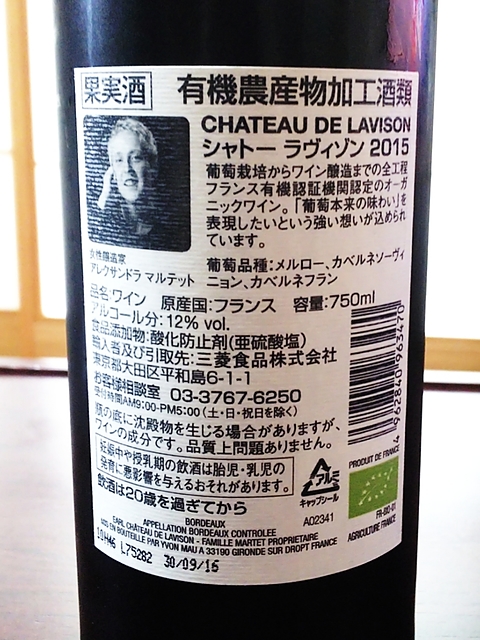 果実酒 有機農産物加工酒類
CHATEAU DE LAVISON
シャトー ラヴィゾン 2015
葡萄栽培からワイン醸造までの全工程
フランス有機認証機関認定のオーガ
ニックワイン。「葡萄本来の味わい」を
表現したいという強い想いが込められ
ています。
女性醸造家
アレクサンドラ マルテット
葡萄品種:メルロー、カベルネソーヴィ
ニョン、カベルネフラン
品名:ワイン 原産国:フランス 容量:750ml
アルコール分:12% vol.
食品添加物:酸化防止剤(亜硫酸塩)
輸入者及び引取先:三菱食品株式会社
東京都大田区平和島6-1-1
お客様相談室 03-3767-6250
受付時間AM9:00-PM5:00(土・日・祝日を除く)
瓶の底に沈殿物を生じる場合がありますが、
ワインの成分です。品質上問題ありません。
妊娠中や授乳期の飲酒は胎児・乳児の
発育に悪影響を与えるおそれがあります。
飲酒は20歳を過ぎてから
アルミ
キャップシール
A02341
4 962840 963470
PRODUIT DE FRANCE
FR-BIO-01
AGRICULTURE FRANCE
BORDEAUX
APPELLATION BORDEAUX CONTROLEE
EARL CHATEAU DE LAVISON - FAMILLE MARTET PROPRIETAIRE
MIS EN BOUTEILLE PAR YVON MAU A 33190 GIRONDE SUR DROPT FRANCE
L75282 30/09/16